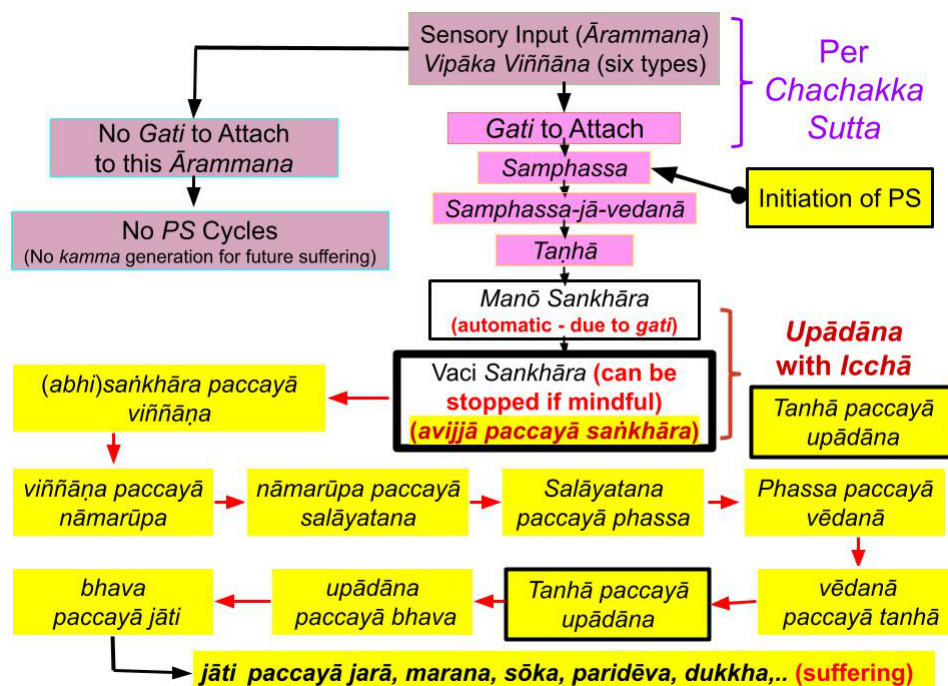 Sensory Input (Ārammana)
Vipāka Viññāna (six types)
Per
Chachakka
Sutta
No Gati to Attach
to this Ārammana
Gati to Attach
Samphassa
Initiation of PS
Samphassa-jā-vedanā
No PS Cycles
(No kamma generation for future suffering)
Taṇhā
Manō Sankhāra
(automatic - due to gati)
Upādāna
with Icchā
Vaci Sankhāra (can be
stopped if mindful)
(avijjā paccayā saṅkhāra)
(abhi)saṅkhāra paccayā
viññāṇa
Tanhā paccayā
upādāna
viññāṇa paccayā
nāmarūpa
nāmarūpa paccayā
salāyatana
Salāyatana
paccayā phassa
Phassa paccayā
vēdanā
bhava
paccayā jāti
upādāna
paccayā bhava
Tanhā paccayā
upādāna
vēdanā
paccayā tanhā
jāti paccayā jarā, marana, sōka, paridēva, dukkha,.. (suffering)